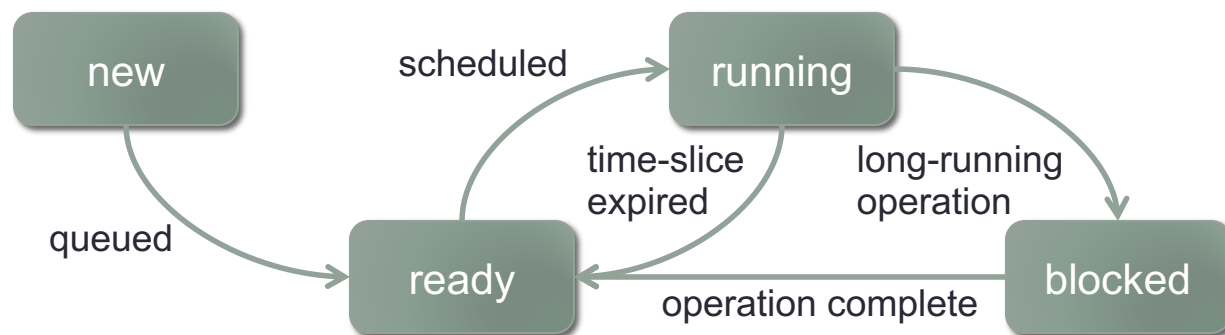 new
scheduled
running
time-slice
expired
long-running
operation
queued
ready
operation complete
blocked